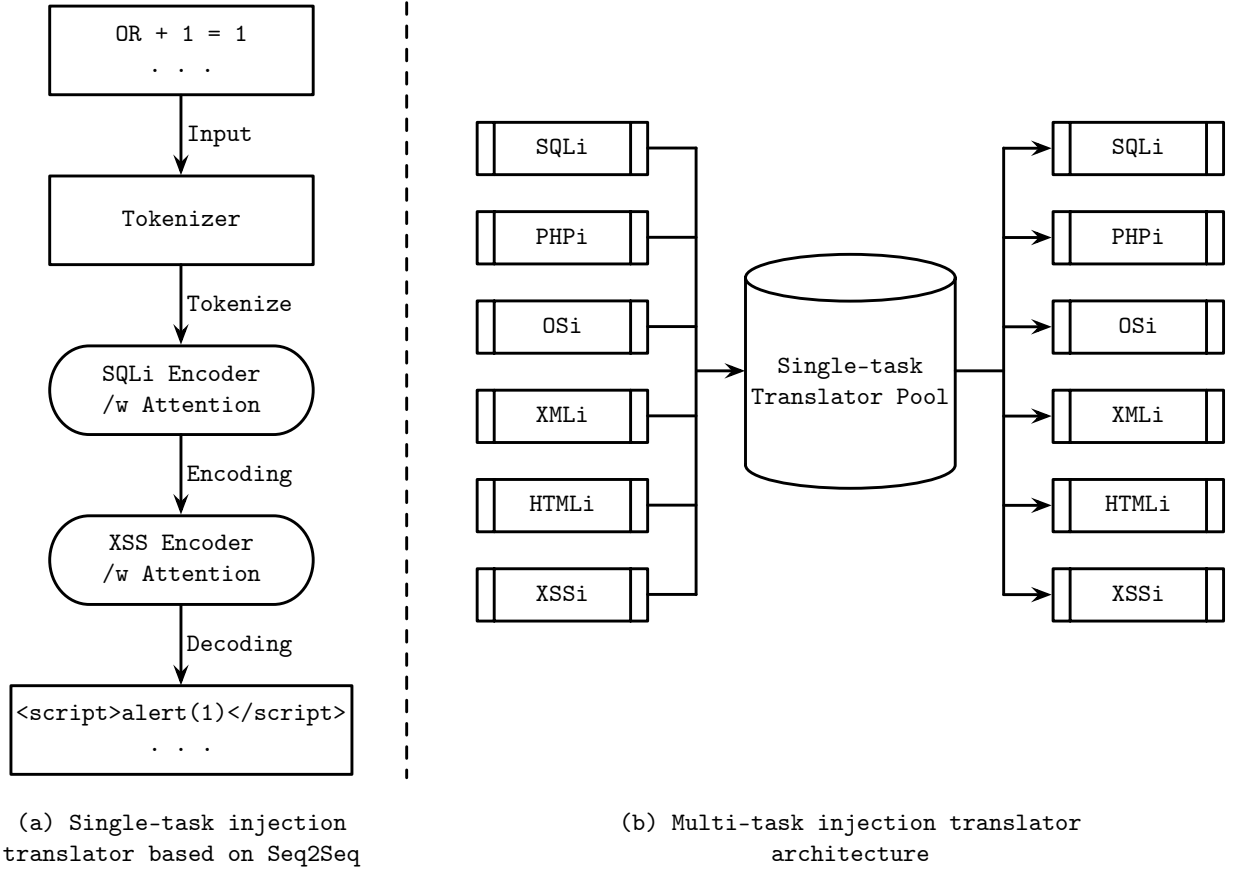 OR + 1 = 1
. . .
Input
Tokenizer
Tokenize
SQLi Encoder
/w Attention
Encoding
XSS Encoder
/w Attention
Decoding
<script>alert(1)</script>
. . .
(a) Single-task injection
translator based on Seq2Seq
SQLi
PHPi
OSi
XMLi
HTMLi
XSSi
Single-task
Translator Pool
SQLi
PHPi
OSi
XMLi
HTMLi
XSSi
(b) Multi-task injection translator
architecture